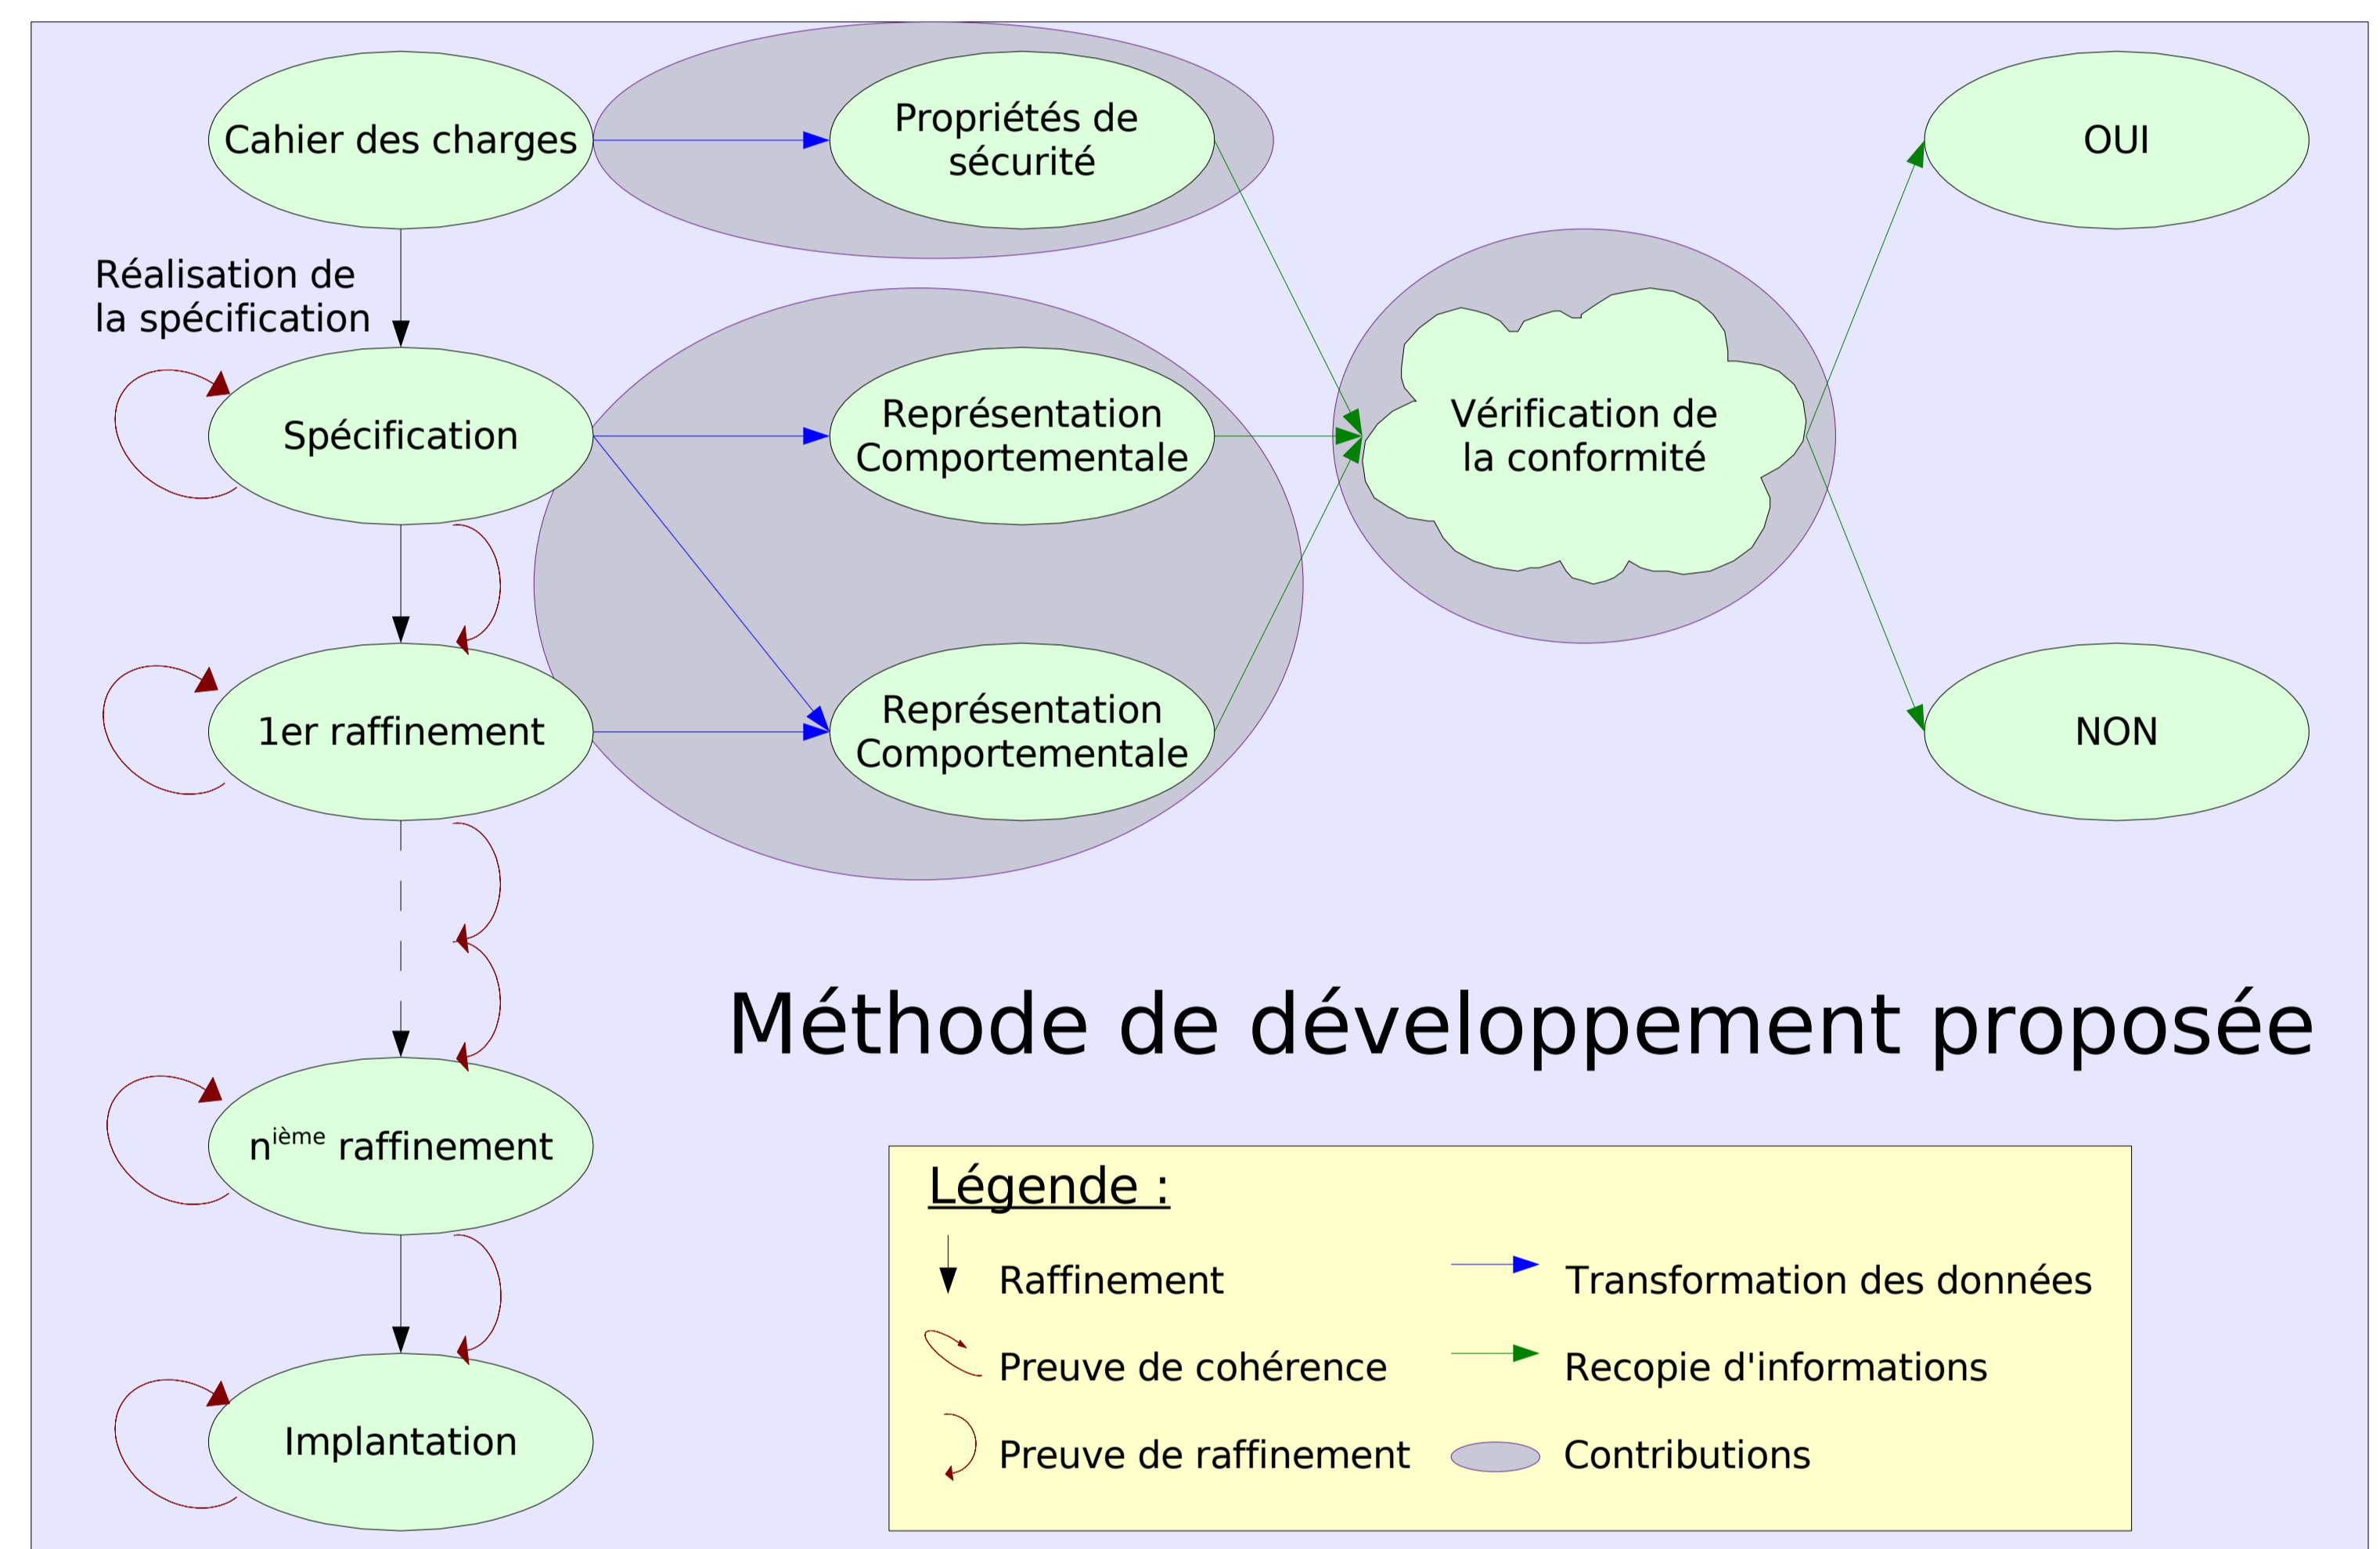 Cahier des charges
Propriétés de
sécurité
OUI
Réalisation de
la spécification
Spécification
Représentation
Comportementale
Vérification de
la conformité
1er raffinement
Représentation
Comportementale
NON
Méthode de développement proposée
nième raffinement
Implantation
Légende :
Raffinement
Transformation des données
Preuve de cohérence
Recopie d'informations
Preuve de raffinement
Contributions